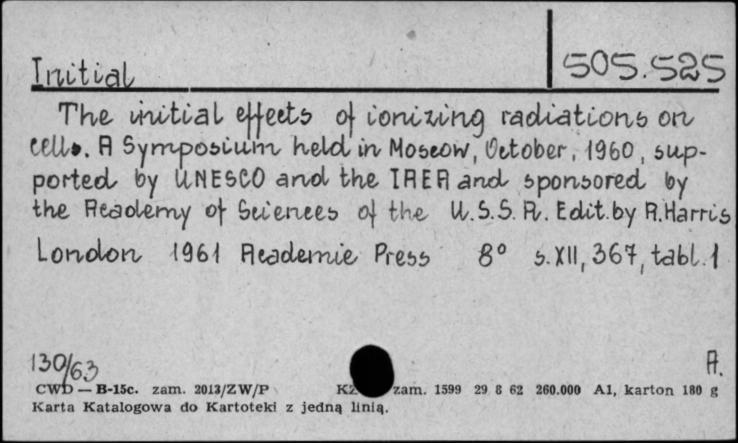 Initial
505.525
The initial effects of ionizing radiations on
cells. A Symposium held in Moscow, October, 1960, sup-
ported by UNESCO and the IAEA and sponsored by
the Academy of Sciences of the U.S.S.R. Edit. by R. Harris
London 1961 Academie Press 8° s. XII, 367, tabl. 1
130/63
A.
CWD — B-15c. zam. 2013/ZW/P zam. 1599 29 8 62 260.000 A1, karton 180 g
Karta Katalogowa do Kartoteki z jedną linią.